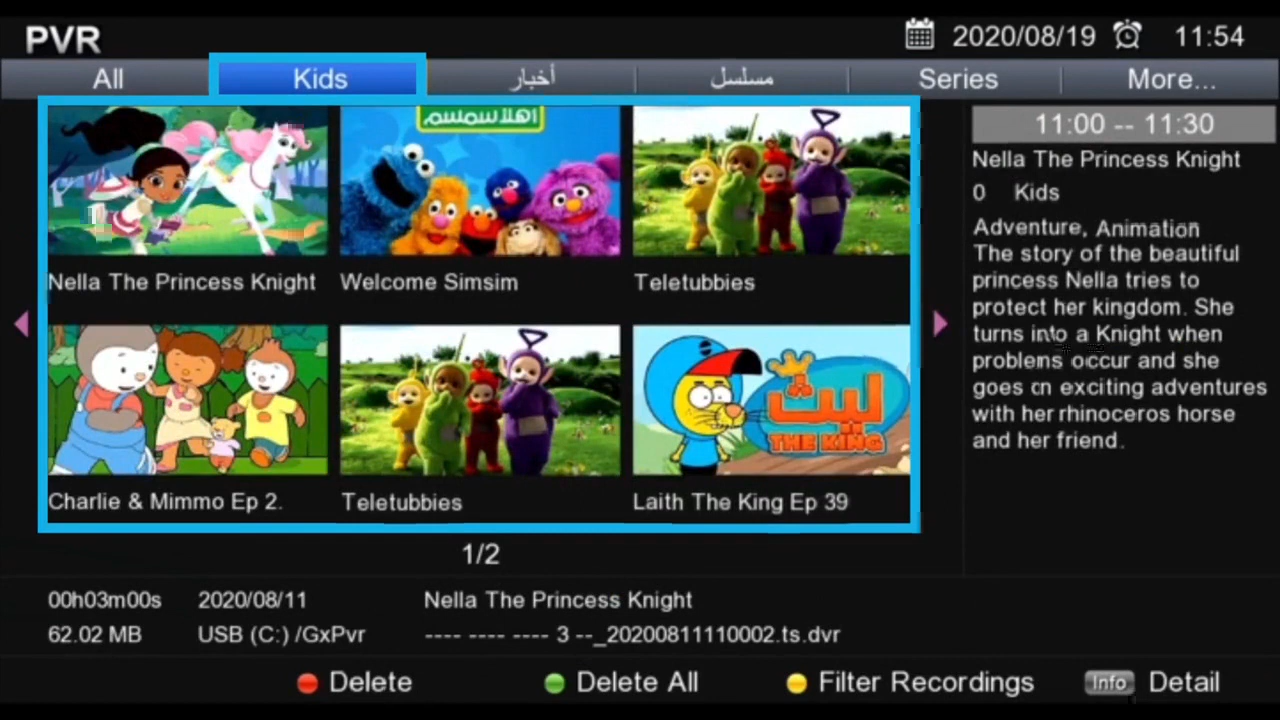 PVR
2020/08/19 11:54
All Kids أخبار مسلسل Series More...
11:00 -- 11:30
Nella The Princess Knight
0 Kids
Adventure, Animation
The story of the beautiful
princess Nella tries to
protect her kingdom. She
turns into a Knight when
problems occur and she
goes on exciting adventures
with her rhinoceros horse
and her friend.
اهلا سمسم
Nella The Princess Knight Welcome Simsim Teletubbies
ليث
THE KING
Charlie & Mimmo Ep 2. Teletubbies Laith The King Ep 39
1/2
00h03m00s 2020/08/11 Nella The Princess Knight
62.02 MB USB (C:) /GxPvr ---- ---- ---- 3 --_20200811110002.ts.dvr
Delete Delete All Filter Recordings Info Detail